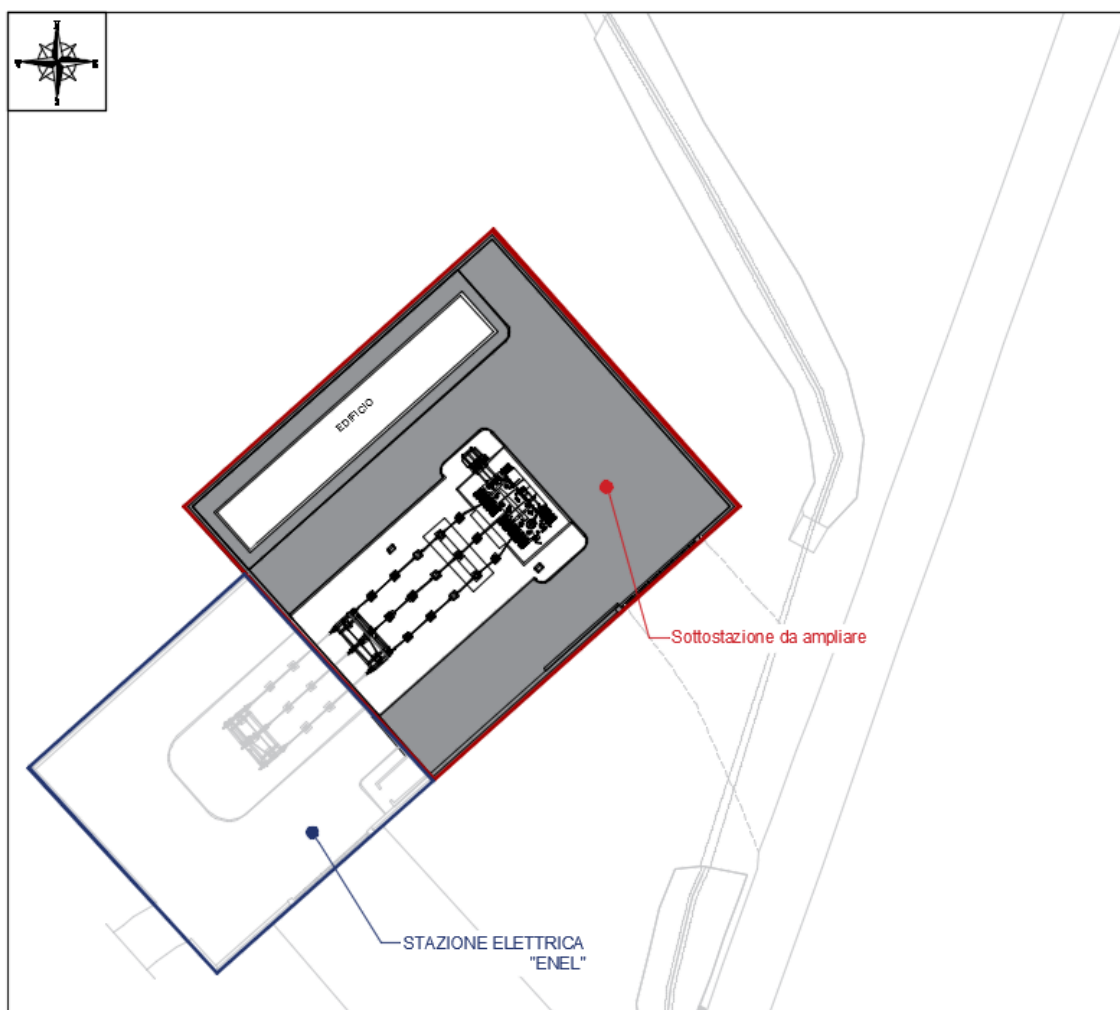 N
W E
S
EDIFICIO
Sottostazione da ampliare
STAZIONE ELETTRICA
"ENEL"